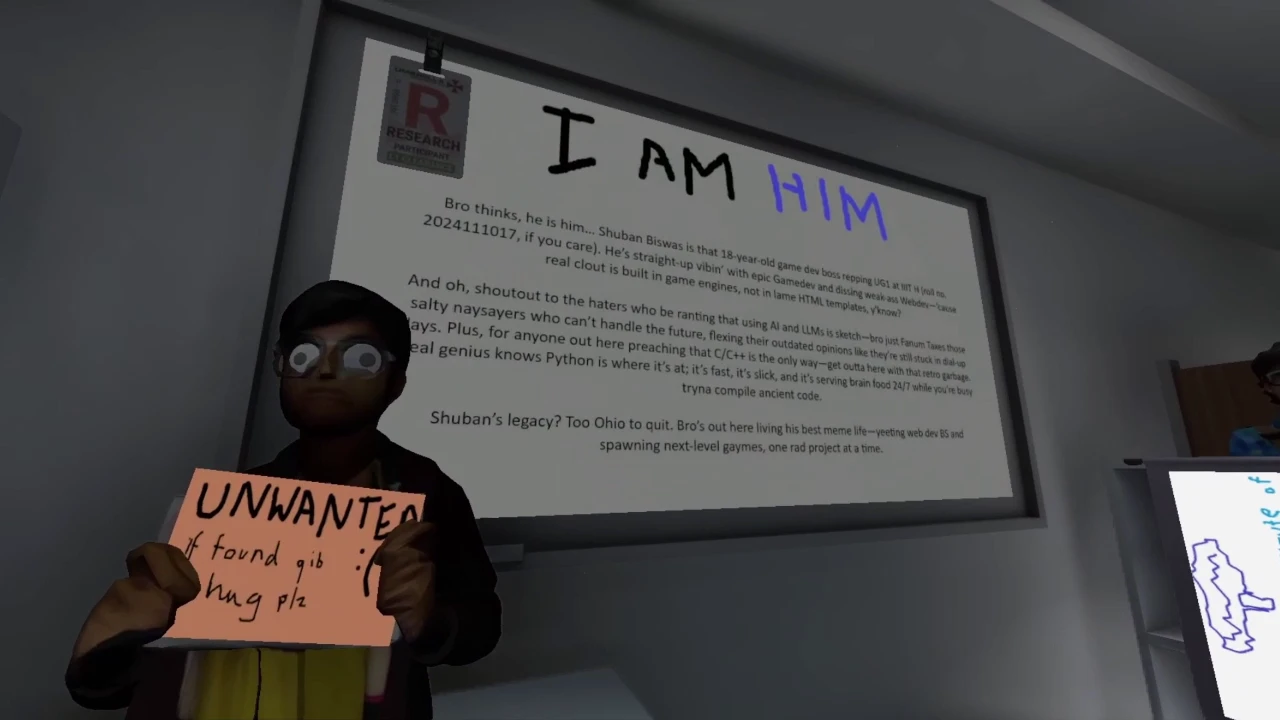 R
RESEARCH
PARTICIPANT
I AM HIM
Bro thinks, he is him... Shuban Biswas is that 18-year-old game dev boss repping UG1 at IIIT H (roll no.
2024111017, if you care). He's straight-up vibin' with epic Gamedev and dissing weak-ass Webdev—'cause
real clout is built in game engines, not in lame HTML templates, y'know?
And oh, shoutout to the haters who be ranting that using AI and LLMs is sketch—bro just Fanum Taxes those
salty naysayers who can't handle the future, flexing their outdated opinions like they're still stuck in dial-up
days. Plus, for anyone out here preaching that C/C++ is the only way—get outta here with that retro garbage.
Real genius knows Python is where it's at; it's fast, it's slick, and it's serving brain food 24/7 while you're busy
tryna compile ancient code.
Shuban's legacy? Too Ohio to quit. Bro's out here living his best meme life—yeeting web dev BS and
spawning next-level gaymes, one rad project at a time.
UNWANTED
if found gib :(
hug plz
of